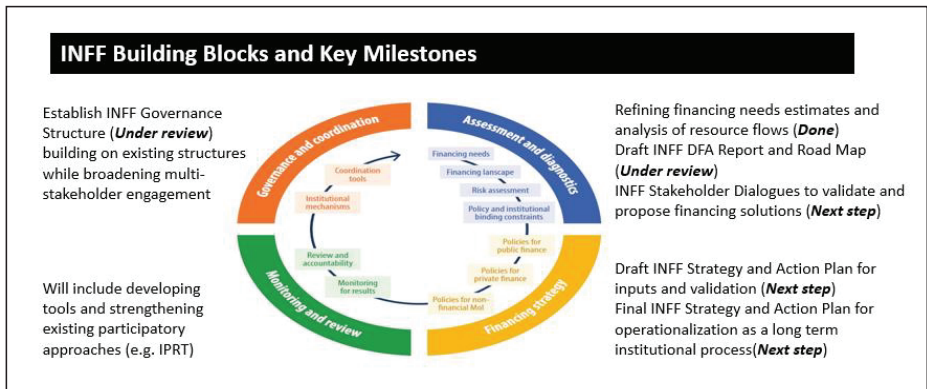 INFF Building Blocks and Key Milestones
Establish INFF Governance
Structure (Under review)
building on existing structures
while broadening multi-
stakeholder engagement
Will include developing
tools and strengthening
existing participatory
approaches (e.g. IPRT)
Governance and coordination
Assessment and diagnostics
Coordination
tools
Institutional
mechanisms
Financing needs
Financing lanscape
Risk assessment
Policy and institutional
binding constraints
Review and
accountability
Monitoring
for results
Policies for
public finance
Policies for
private finance
Policies for non-
financial MoI
Monitoring and review
Financing strategy
Refining financing needs estimates and
analysis of resource flows (Done)
Draft INFF DFA Report and Road Map
(Under review)
INFF Stakeholder Dialogues to validate and
propose financing solutions (Next step)
Draft INFF Strategy and Action Plan for
inputs and validation (Next step)
Final INFF Strategy and Action Plan for
operationalization as a long term
institutional process(Next step)